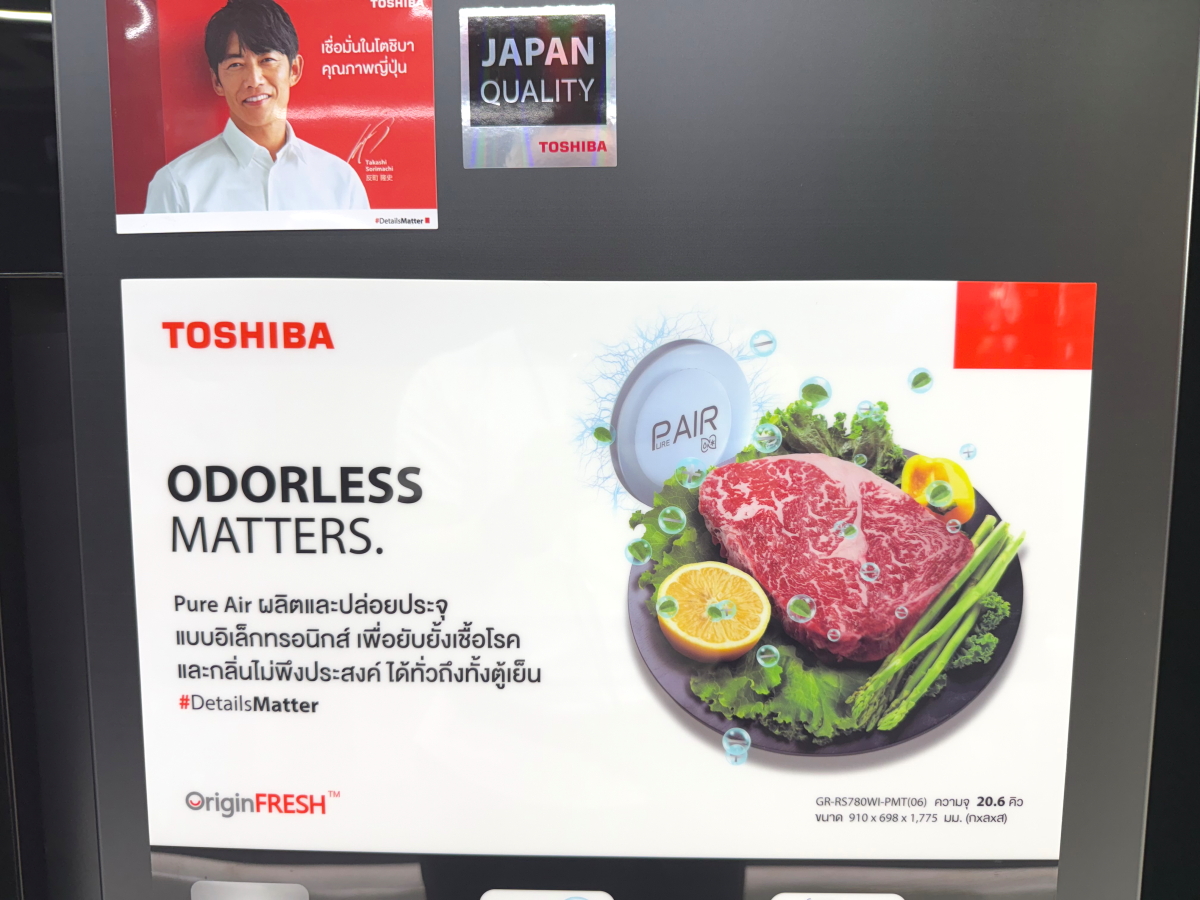 TOSHIBA
เชื่อมั่นในโตชิบา
คุณภาพญี่ปุ่น
Takashi
Sorimachi
反町 隆史
#DetailsMatter
JAPAN
QUALITY
TOSHIBA
TOSHIBA
PURE AIR
ODORLESS
MATTERS.
Pure Air ผลิตและปล่อยประจุ
แบบอิเล็กทรอนิกส์ เพื่อยับยั้งเชื้อโรค
และกลิ่นไม่พึงประสงค์ ได้ทั่วถึงทั้งตู้เย็น
#DetailsMatter
OriginFRESH™
GR-RS780WI-PMT(06) ความจุ 20.6 คิว
ขนาด 910 x 698 x 1,775 มม. (กxลxส)